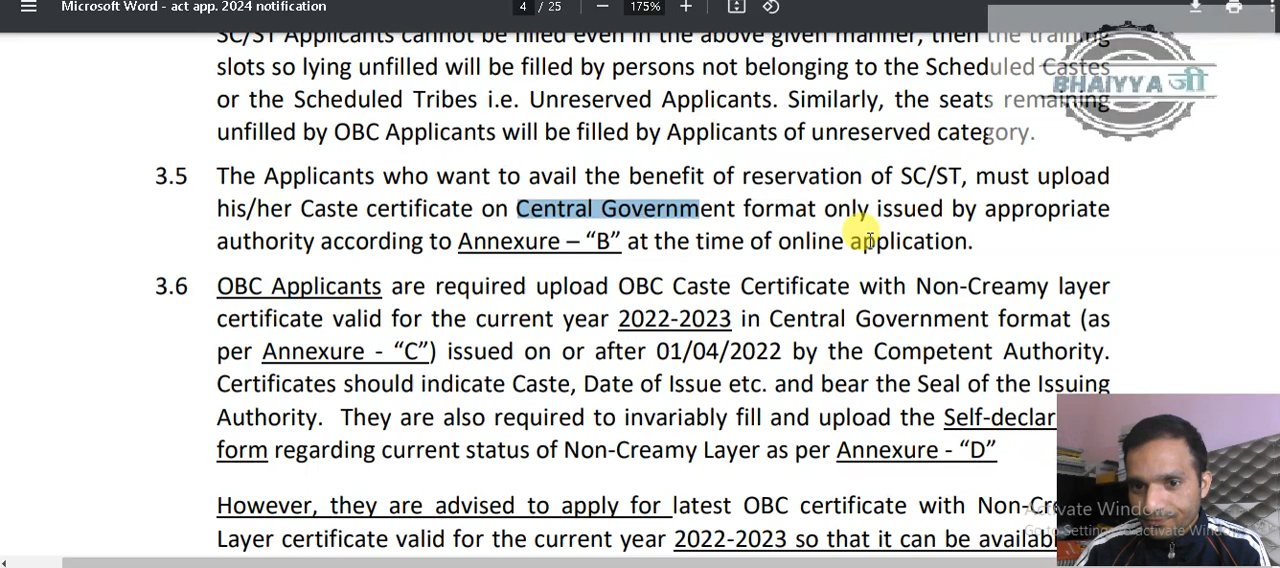 Microsoft Word - act app. 2024 notification
4 / 25
175%
SC/ST Applicants cannot be filled even in the above given manner, then the training
slots so lying unfilled will be filled by persons not belonging to the Scheduled Castes
or the Scheduled Tribes i.e. Unreserved Applicants. Similarly, the seats remaining
unfilled by OBC Applicants will be filled by Applicants of unreserved category.
BHAIYYA जी
3.5 The Applicants who want to avail the benefit of reservation of SC/ST, must upload
his/her Caste certificate on Central Government format only issued by appropriate
authority according to Annexure – “B” at the time of online application.
3.6 OBC Applicants are required upload OBC Caste Certificate with Non-Creamy layer
certificate valid for the current year 2022-2023 in Central Government format (as
per Annexure - “C”) issued on or after 01/04/2022 by the Competent Authority.
Certificates should indicate Caste, Date of Issue etc. and bear the Seal of the Issuing
Authority. They are also required to invariably fill and upload the Self-declar
form regarding current status of Non-Creamy Layer as per Annexure - “D”
However, they are advised to apply for latest OBC certificate with Non-Cre
Layer certificate valid for the current year 2022-2023 so that it can be availab
Activate Windows
Go to Settings to activate Wind